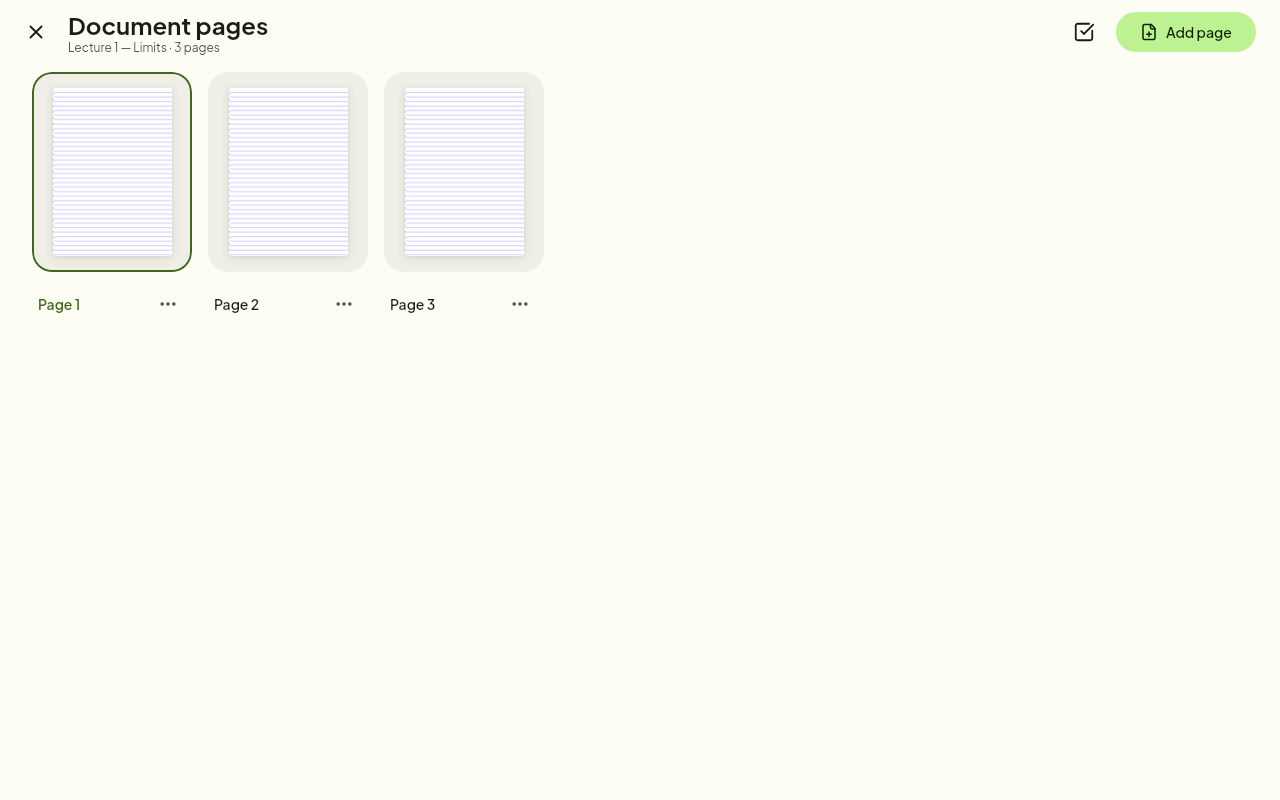 Document pages
Lecture 1 — Limits · 3 pages
Add page
Page 1
Page 2
Page 3